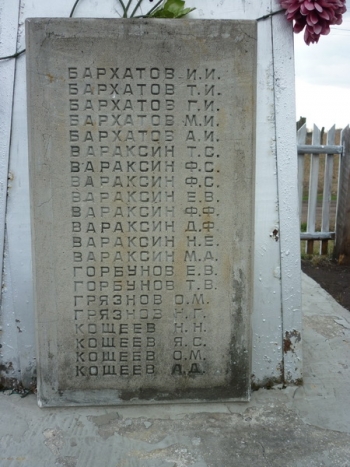 БАРХАТОВ И.И.
БАРХАТОВ Т.И.
БАРХАТОВ Г.И.
БАРХАТОВ М.И.
БАРХАТОВ А.И.
ВАРАКСИН Т.С.
ВАРАКСИН Ф.С.
ВАРАКСИН Ф.С.
ВАРАКСИН Е.В.
ВАРАКСИН Ф.Ф.
ВАРАКСИН Д.Ф
ВАРАКСИН Н.Е.
ВАРАКСИН М.А.
ГОРБУНОВ Е.В.
ГОРБУНОВ Т.В.
ГРЯЗНОВ О.М.
ГРЯЗНОВ
КОЩЕЕВ Н.Н.
КОЩЕЕВ Я.С.
КОЩЕЕВ О.М.
КОЩЕЕВ А.Д.